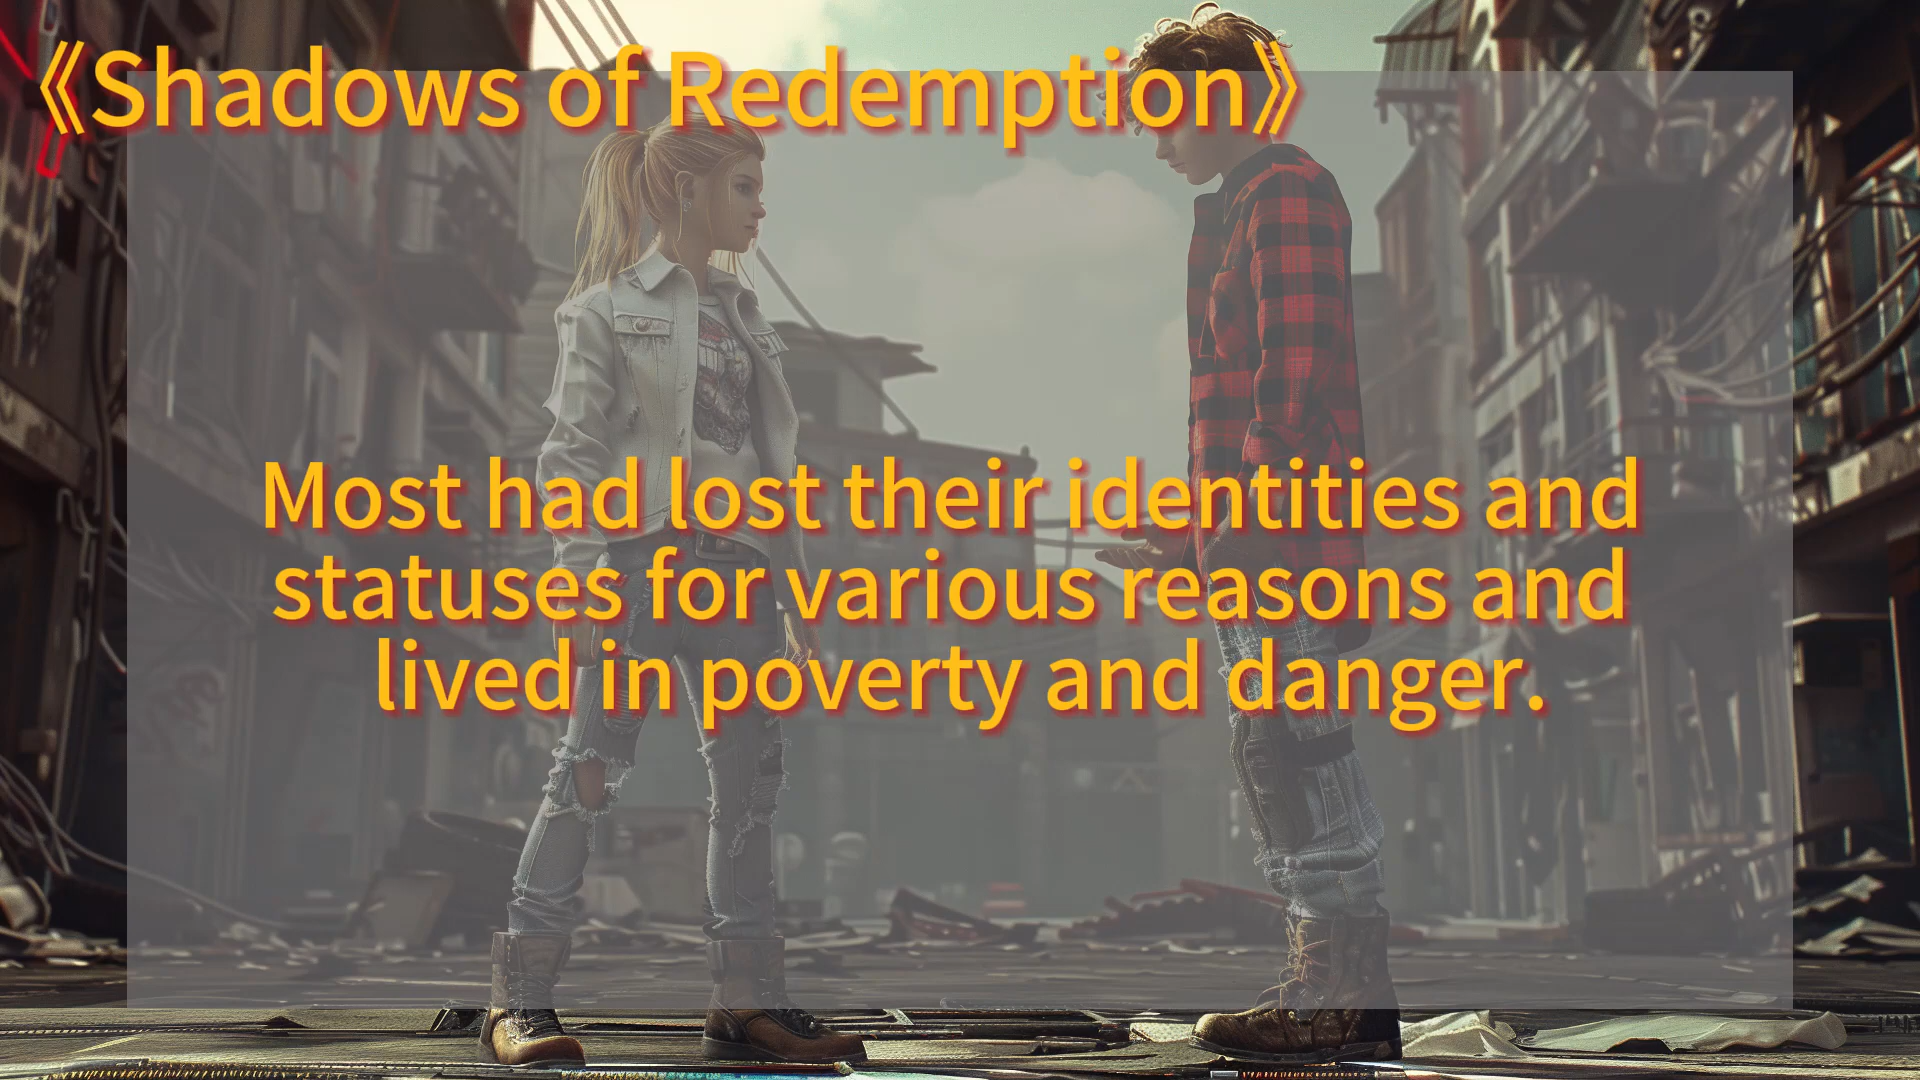 《Shadows of Redemption》
Most had lost their identities and
statuses for various reasons and
lived in poverty and danger.